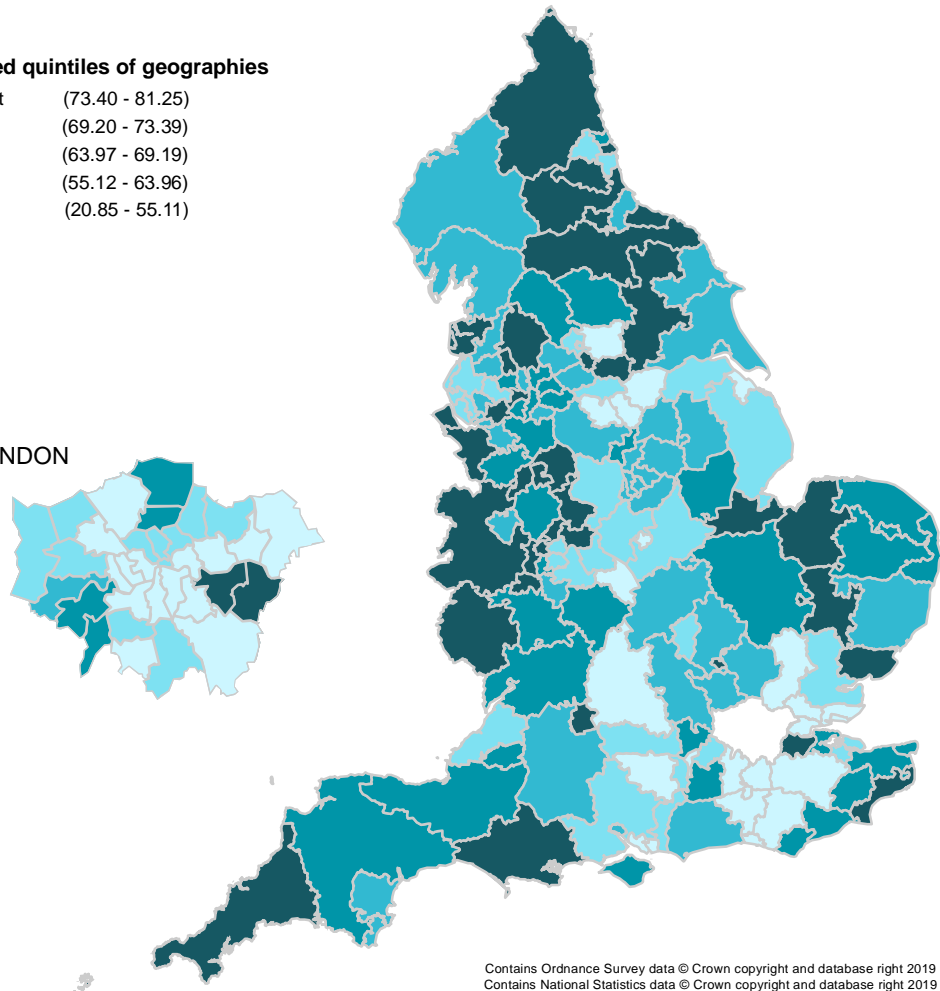 ed quintiles of geographies
t (73.40 - 81.25)
(69.20 - 73.39)
(63.97 - 69.19)
(55.12 - 63.96)
(20.85 - 55.11)
NDON
Contains Ordnance Survey data © Crown copyright and database right 2019
Contains National Statistics data © Crown copyright and database right 2019